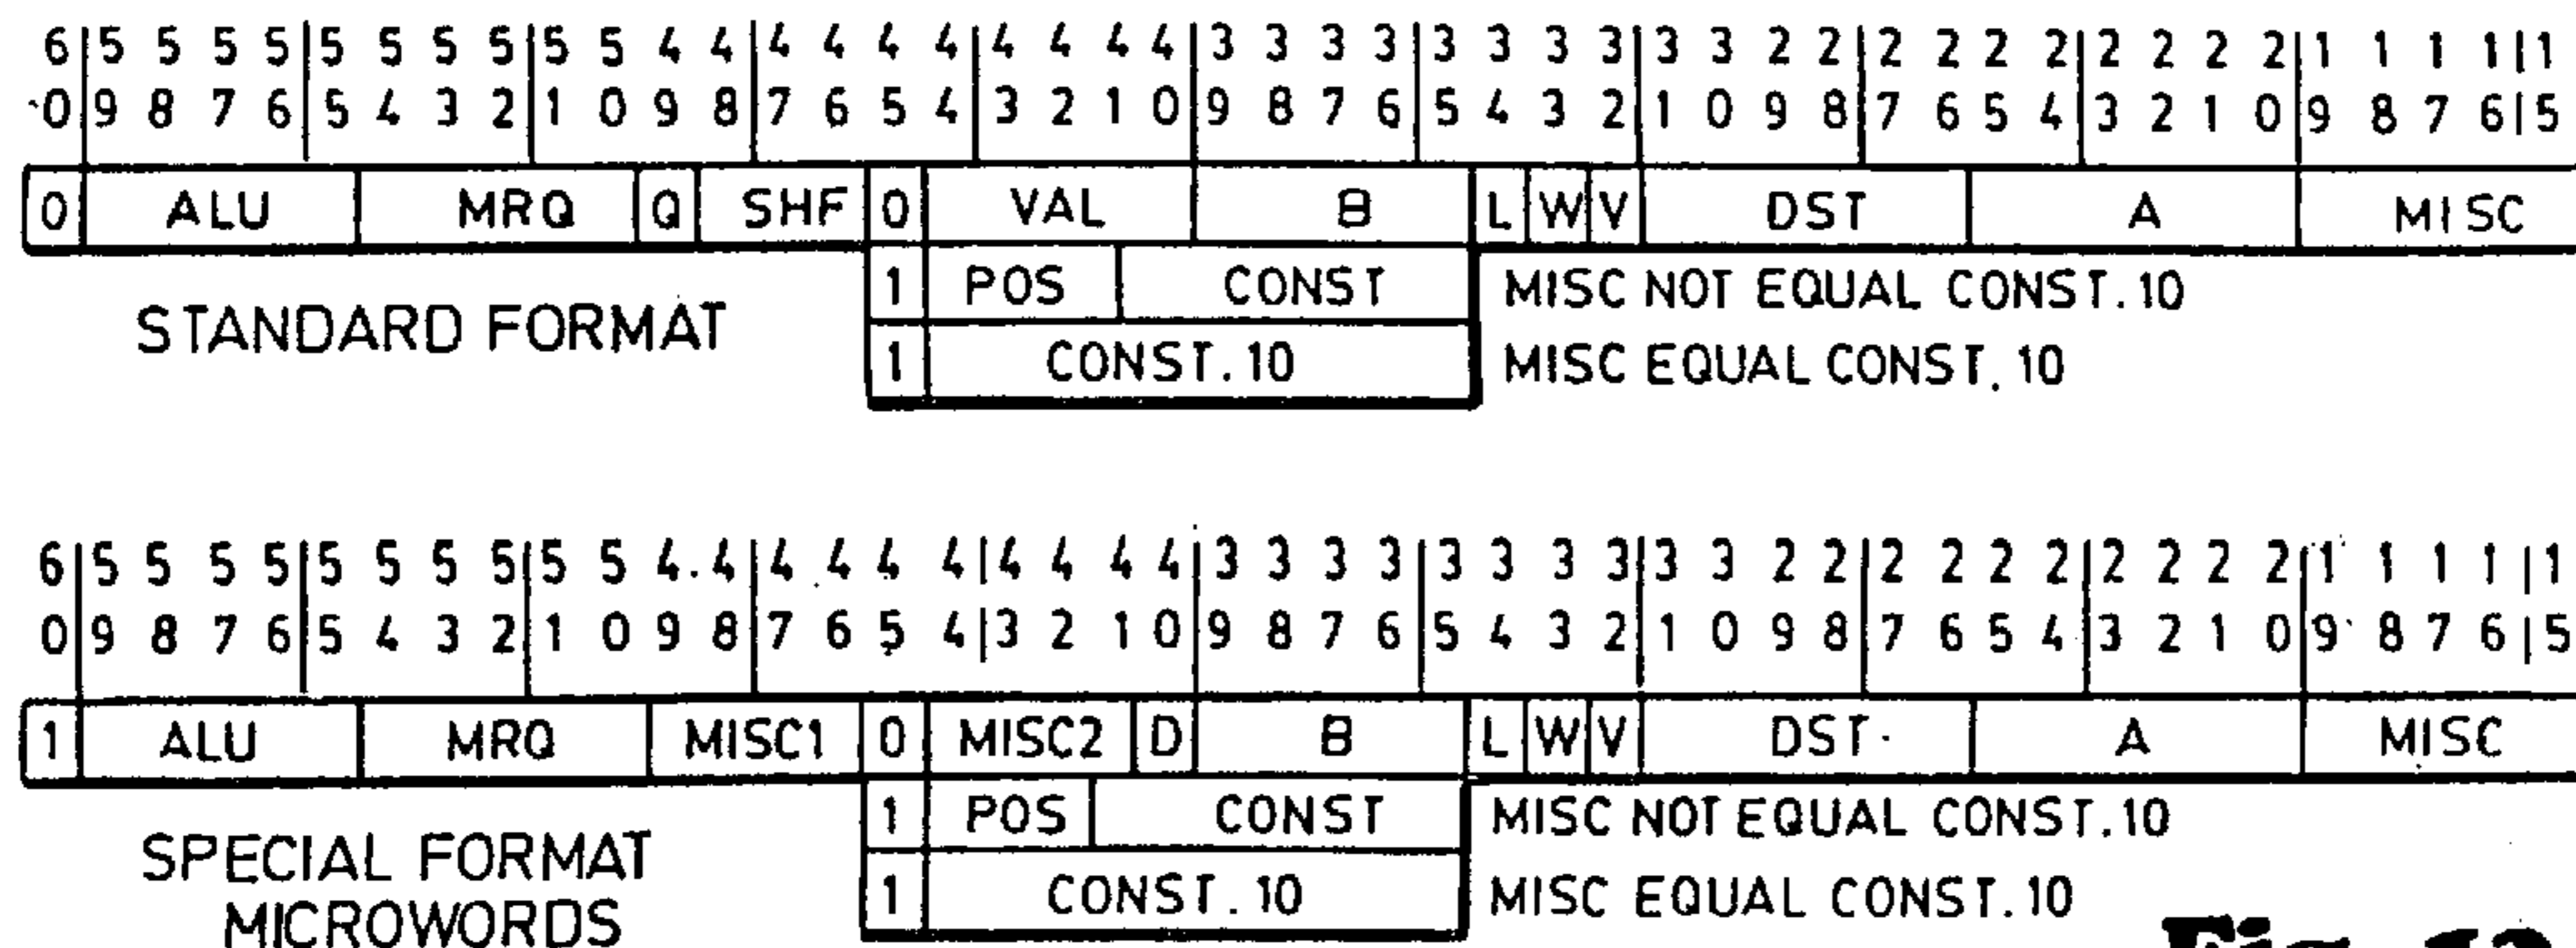 6 5 5 5 5 5 5 5 5 5 5 4 4 4 4 4 4 4 4 4 4 3 3 3 3 3 3 3 3 3 3 2 2 2 2 2 2 2 2 2 2 1 1 1 1 1
0 9 8 7 6 5 4 3 2 1 0 9 8 7 6 5 4 3 2 1 0 9 8 7 6 5 4 3 2 1 0 9 8 7 6 5 4 3 2 1 0 9 8 7 6 5
0 ALU MRQ Q SHF 0 VAL B L W V DST A MISC
1 POS CONST MISC NOT EQUAL CONST. 10
STANDARD FORMAT
1 CONST. 10 MISC EQUAL CONST. 10
6 5 5 5 5 5 5 5 5 5 5 4 4 4 4 4 4 4 4 4 4 3 3 3 3 3 3 3 3 3 3 2 2 2 2 2 2 2 2 2 2 1 1 1 1 1
0 9 8 7 6 5 4 3 2 1 0 9 8 7 6 5 4 3 2 1 0 9 8 7 6 5 4 3 2 1 0 9 8 7 6 5 4 3 2 1 0 9 8 7 6 5
1 ALU MRQ MISC1 0 MISC2 D B L W V DST A MISC
1 POS CONST MISC NOT EQUAL CONST. 10
SPECIAL FORMAT
1 CONST. 10 MISC EQUAL CONST. 10
MICROWORDS